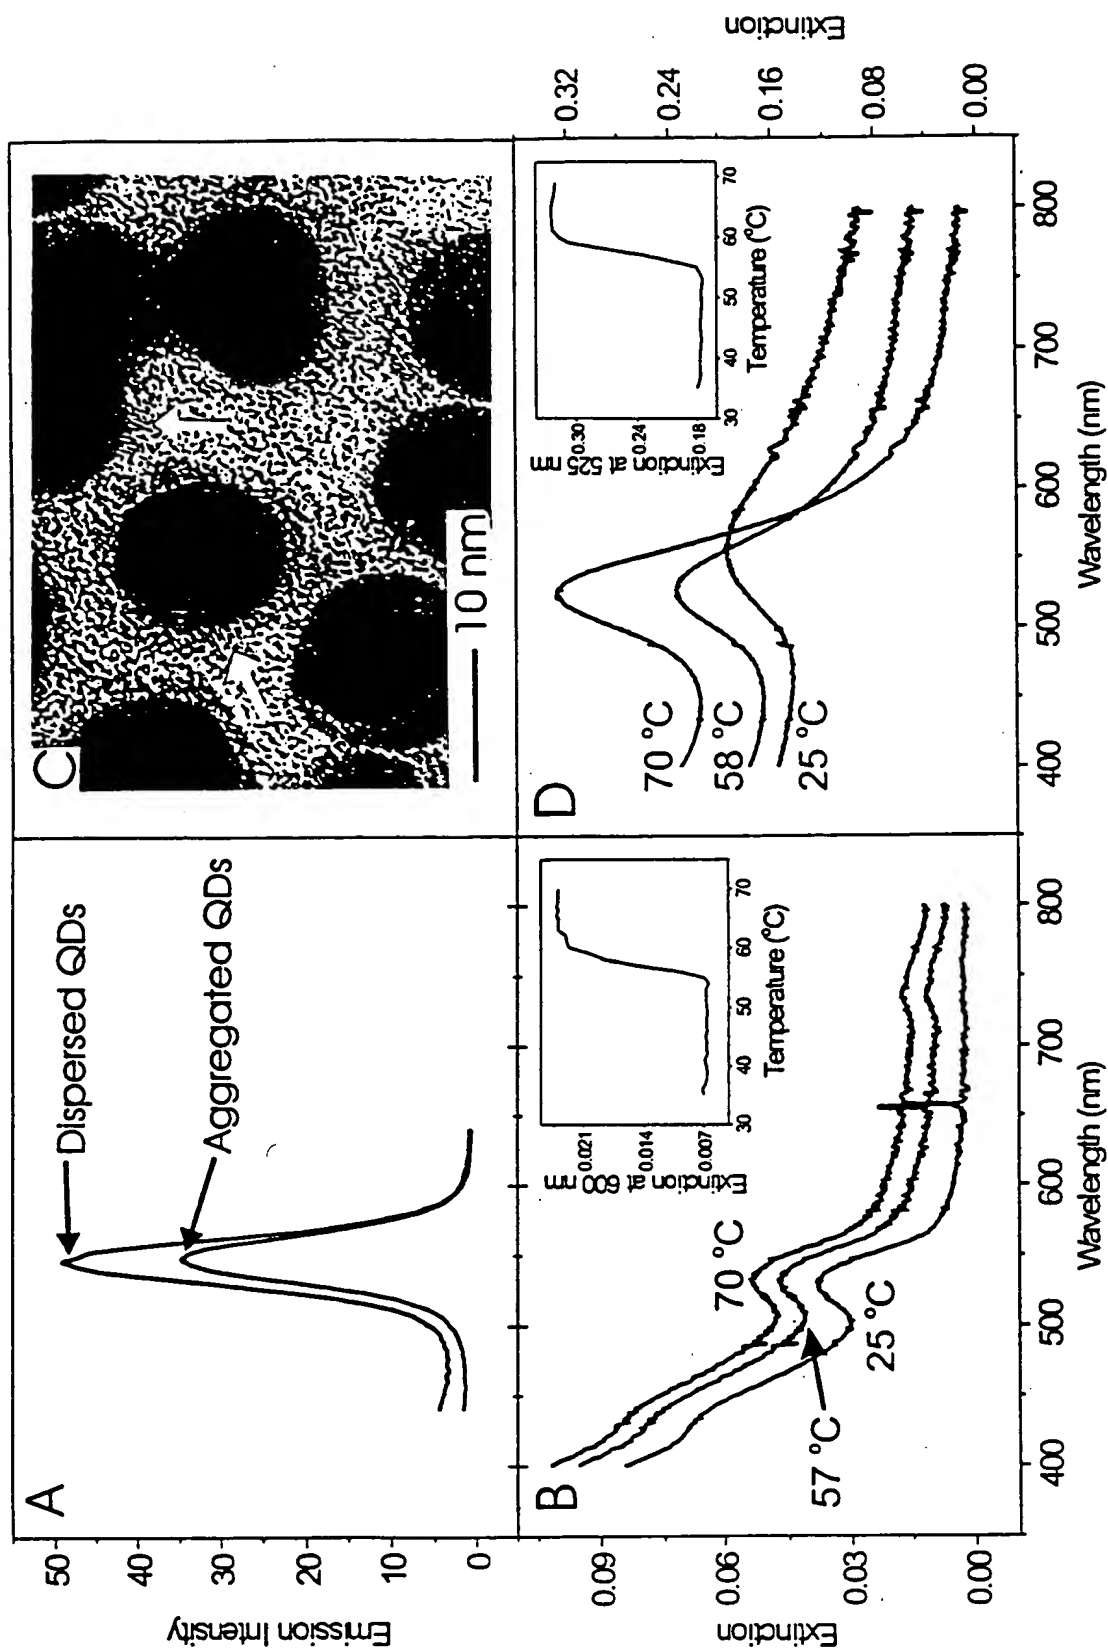 A
Dispersed QDs
Aggregated QDs
50
40
30
20
10
0
Emission Intensity
C
10 nm
B
70 °C
57 °C
25 °C
0.09
0.06
0.03
0.00
Extinction
400
500
600
700
800
Wavelength (nm)
Extinction at 600 nm
0.021
0.014
0.007
30
40
50
60
70
Temperature (°C)
D
70 °C
58 °C
25 °C
0.32
0.24
0.16
0.08
0.00
Extinction
400
500
600
700
800
Wavelength (nm)
Extinction at 525 nm
0.30
0.24
0.18
30
40
50
60
70
Temperature (°C)